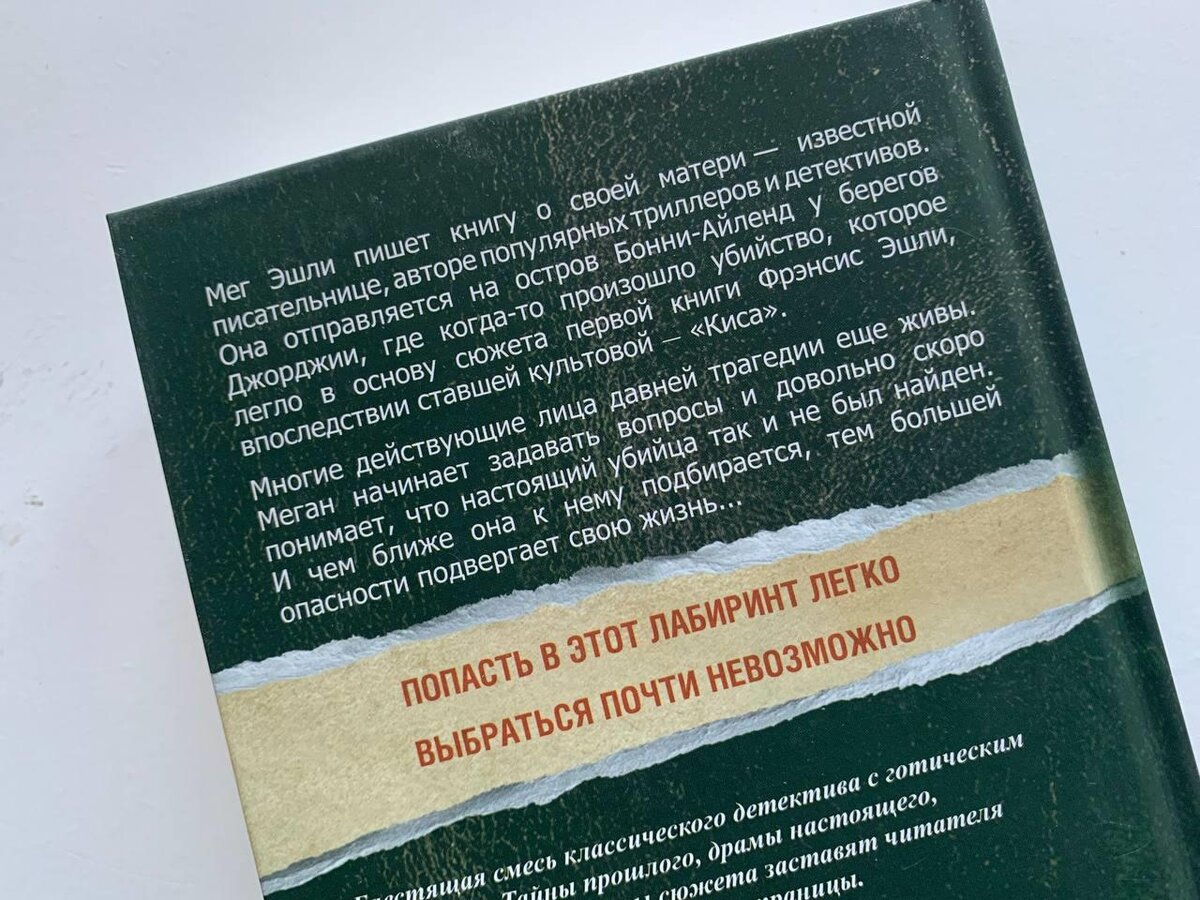 Мег Эшли пишет книгу о своей матери — известной
писательнице, авторе популярных триллеров и детективов.
Она отправляется на остров Бонни-Айленд у берегов
Джорджии, где когда-то произошло убийство, которое
легло в основу сюжета первой книги Фрэнсис Эшли,
впоследствии ставшей культовой – «Киса».
Многие действующие лица давней трагедии еще живы.
Меган начинает задавать вопросы и довольно скоро
понимает, что настоящий убийца так и не был найден.
И чем ближе она к нему подбирается, тем большей
опасности подвергает свою жизнь...
ПОПАСТЬ В ЭТОТ ЛАБИРИНТ ЛЕГКО
ВЫБРАТЬСЯ ПОЧТИ НЕВОЗМОЖНО
смесь классического детектива с готическим
Тайны прошлого, драмы настоящего,
сюжета заставят читателя